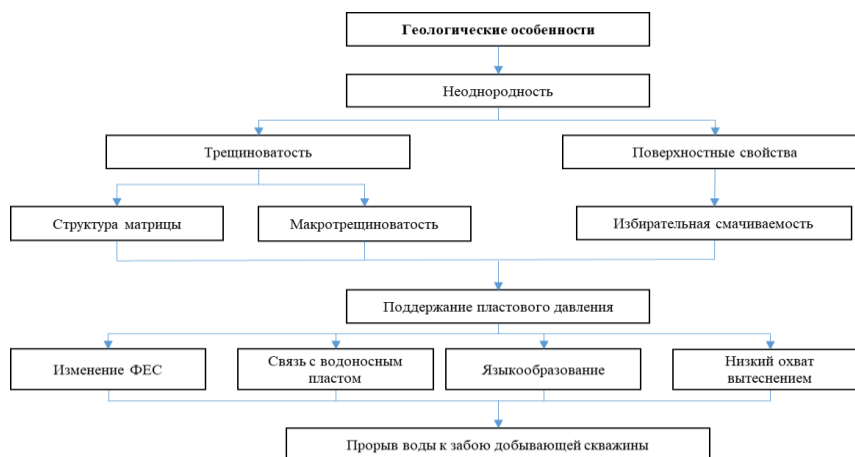 Геологические особенности
Неоднородность
Трещиноватость
Поверхностные свойства
Структура матрицы
Макротрещиноватость
Избирательная смачиваемость
Поддержание пластового давления
Изменение ФЕС
Связь с водоносным
пластом
Языкообразование
Низкий охват
вытеснением
Прорыв воды к забою добывающей скважины